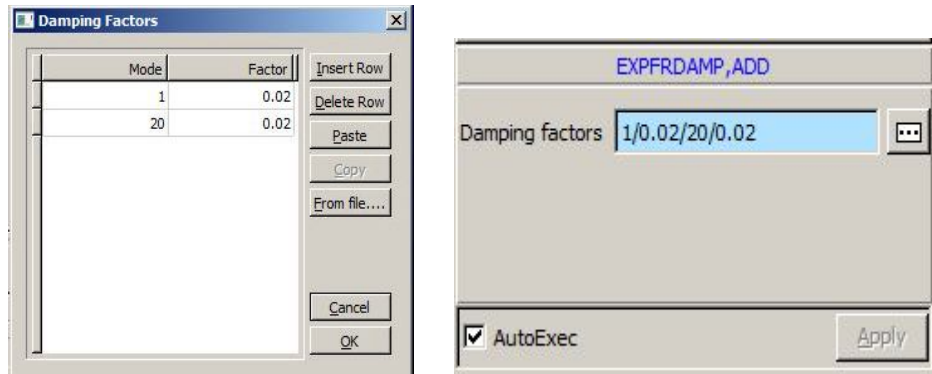 Damping Factors
Mode Factor
1 0.02
20 0.02
Insert Row
Delete Row
Paste
Copy
From file....
Cancel
OK
EXPFRDAMP,ADD
Damping factors 1/0.02/20/0.02
AutoExec Apply